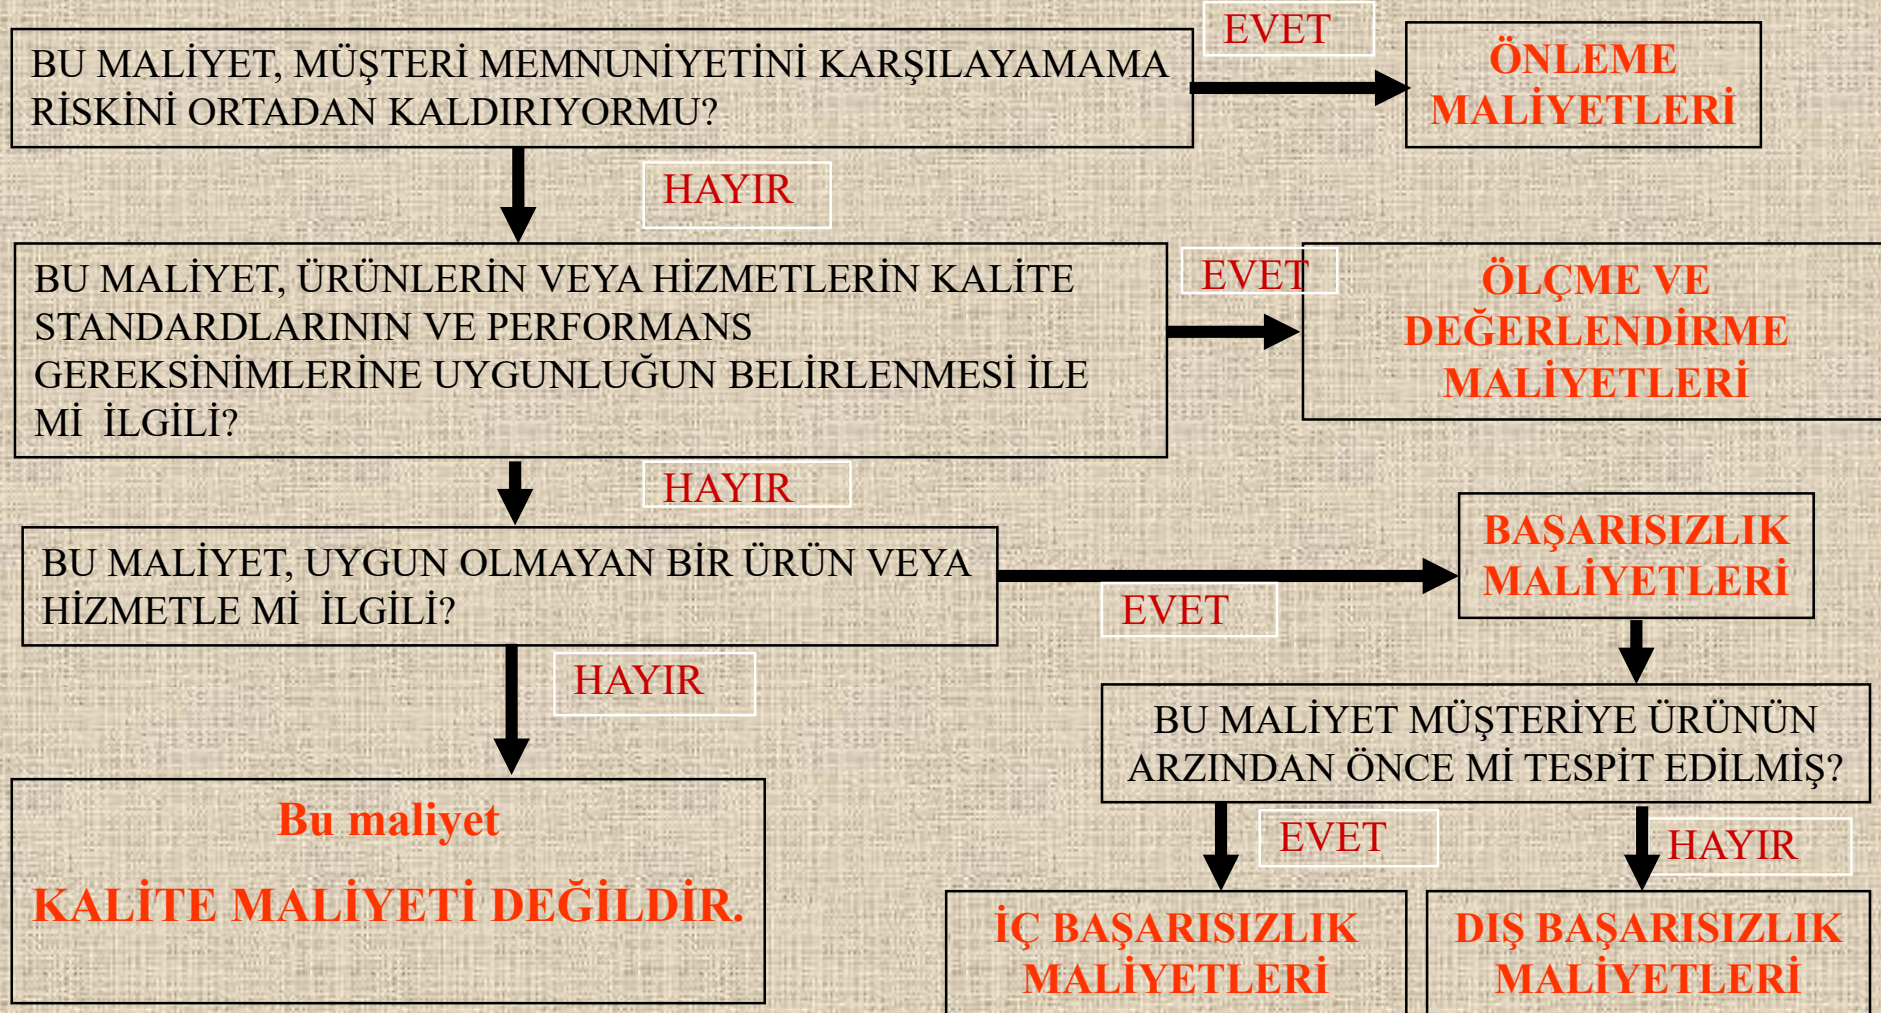 BU MALİYET, MÜŞTERİ MEMNUNİYETİNİ KARŞILAYAMAMA
RİSKİNİ ORTADAN KALDIRIYORMU?
EVET
ÖNLEME
MALİYETLERİ
HAYIR
BU MALİYET, ÜRÜNLERİN VEYA HİZMETLERİN KALİTE
STANDARDLARININ VE PERFORMANS
GEREKSİNİMLERİNE UYGUNLUĞUN BELİRLENMESİ İLE
Mİ İLGİLİ?
EVET
ÖLÇME VE
DEĞERLENDİRME
MALİYETLERİ
HAYIR
BU MALİYET, UYGUN OLMAYAN BİR ÜRÜN VEYA
HİZMETLE Mİ İLGİLİ?
EVET
BAŞARISIZLIK
MALİYETLERİ
HAYIR
BU MALİYET MÜŞTERİYE ÜRÜNÜN
ARZINDAN ÖNCE Mİ TESPİT EDİLMİŞ?
Bu maliyet
KALİTE MALİYETİ DEĞİLDİR.
EVET
HAYIR
İÇ BAŞARISIZLIK
MALİYETLERİ
DIŞ BAŞARISIZLIK
MALİYETLERİ